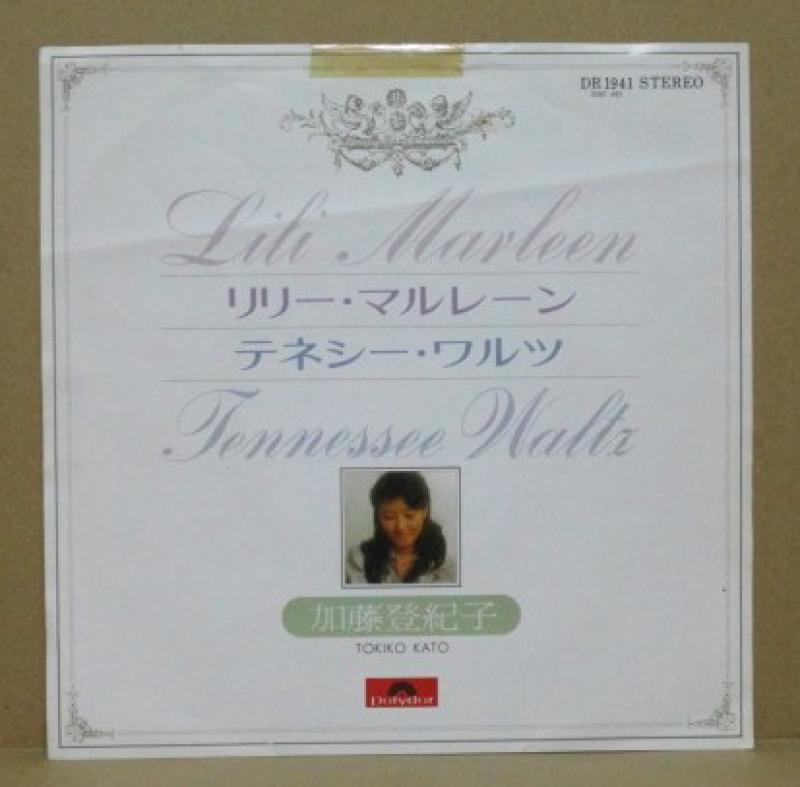 DR 1941 STEREO
Lili Marleen
リリー・マルレーン
テネシー・ワルツ
Tennessee Waltz
加藤登紀子
TOKIKO KATO
Polydor